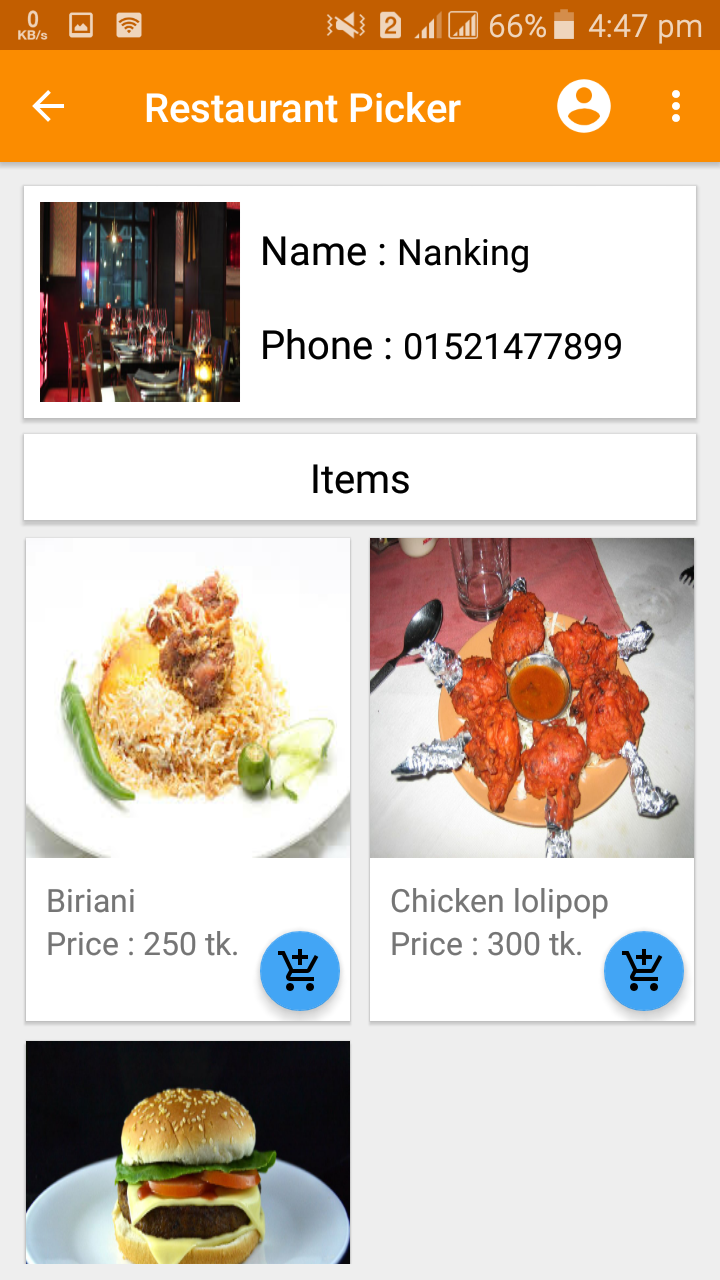 0
KB/s
2
66%
4:47 pm
Restaurant Picker
Name : Nanking
Phone : 01521477899
Items
Biriani
Price : 250 tk.
Chicken lolipop
Price : 300 tk.